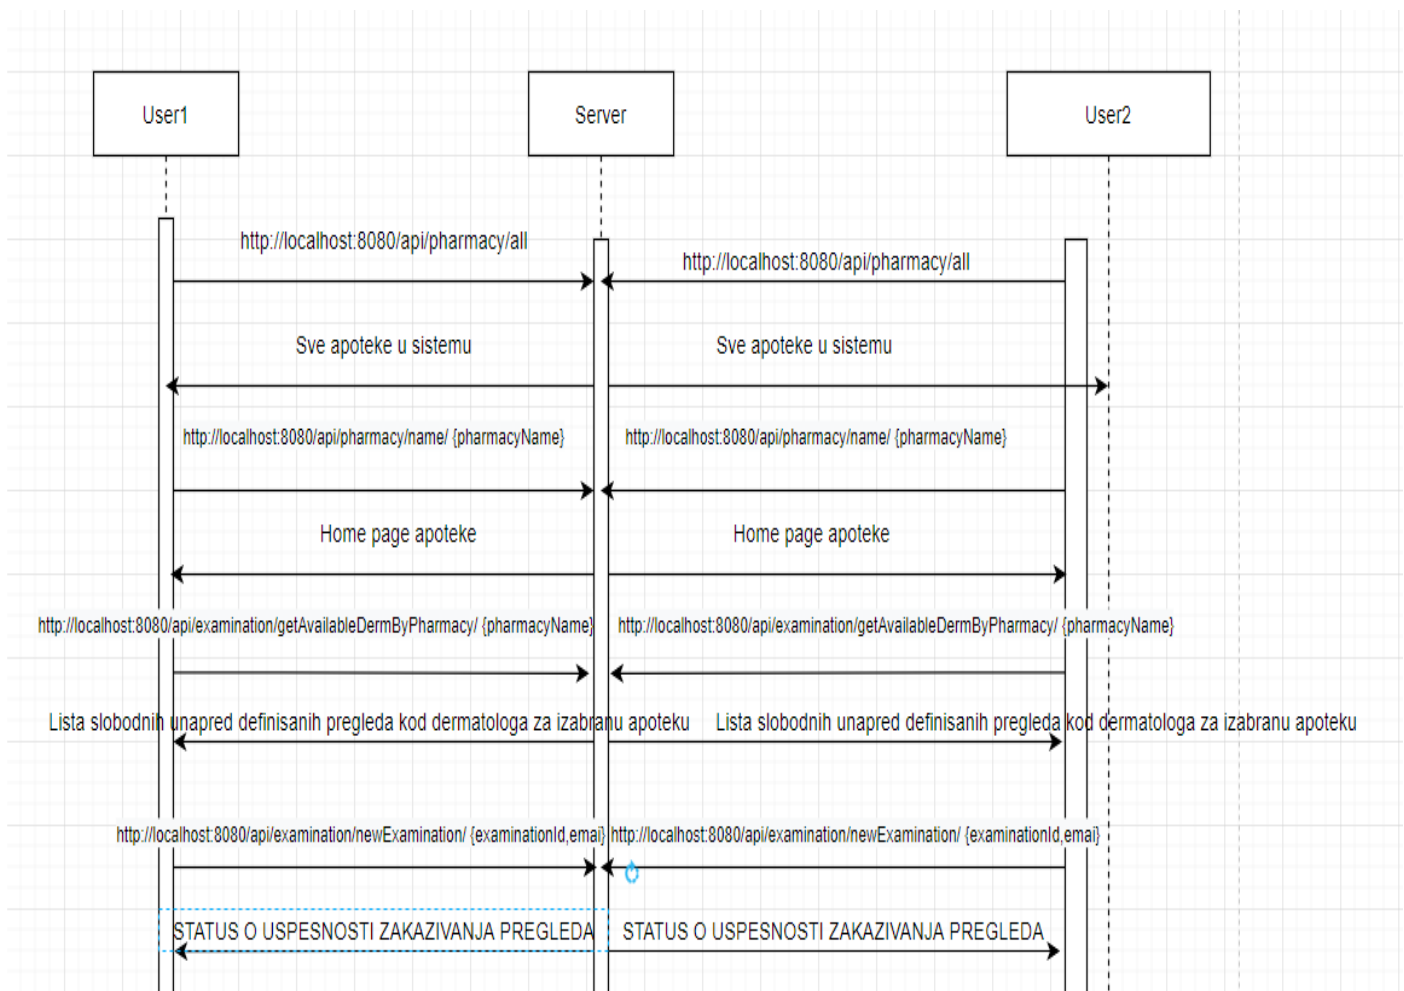 User1
Server
User2
http://localhost:8080/api/pharmacy/all
http://localhost:8080/api/pharmacy/all
Sve apoteke u sistemu
Sve apoteke u sistemu
http://localhost:8080/api/pharmacy/name/ {pharmacyName}
http://localhost:8080/api/pharmacy/name/ {pharmacyName}
Home page apoteke
Home page apoteke
http://localhost:8080/api/examination/getAvailableDermByPharmacy/ {pharmacyName}
http://localhost:8080/api/examination/getAvailableDermByPharmacy/ {pharmacyName}
Lista slobodnih unapred definisanih pregleda kod dermatologa za izabranu apoteku
Lista slobodnih unapred definisanih pregleda kod dermatologa za izabranu apoteku
http://localhost:8080/api/examination/newExamination/ {examinationId,emai}
http://localhost:8080/api/examination/newExamination/ {examinationId,emai}
STATUS O USPESNOSTI ZAKAZIVANJA PREGLEDA
STATUS O USPESNOSTI ZAKAZIVANJA PREGLEDA